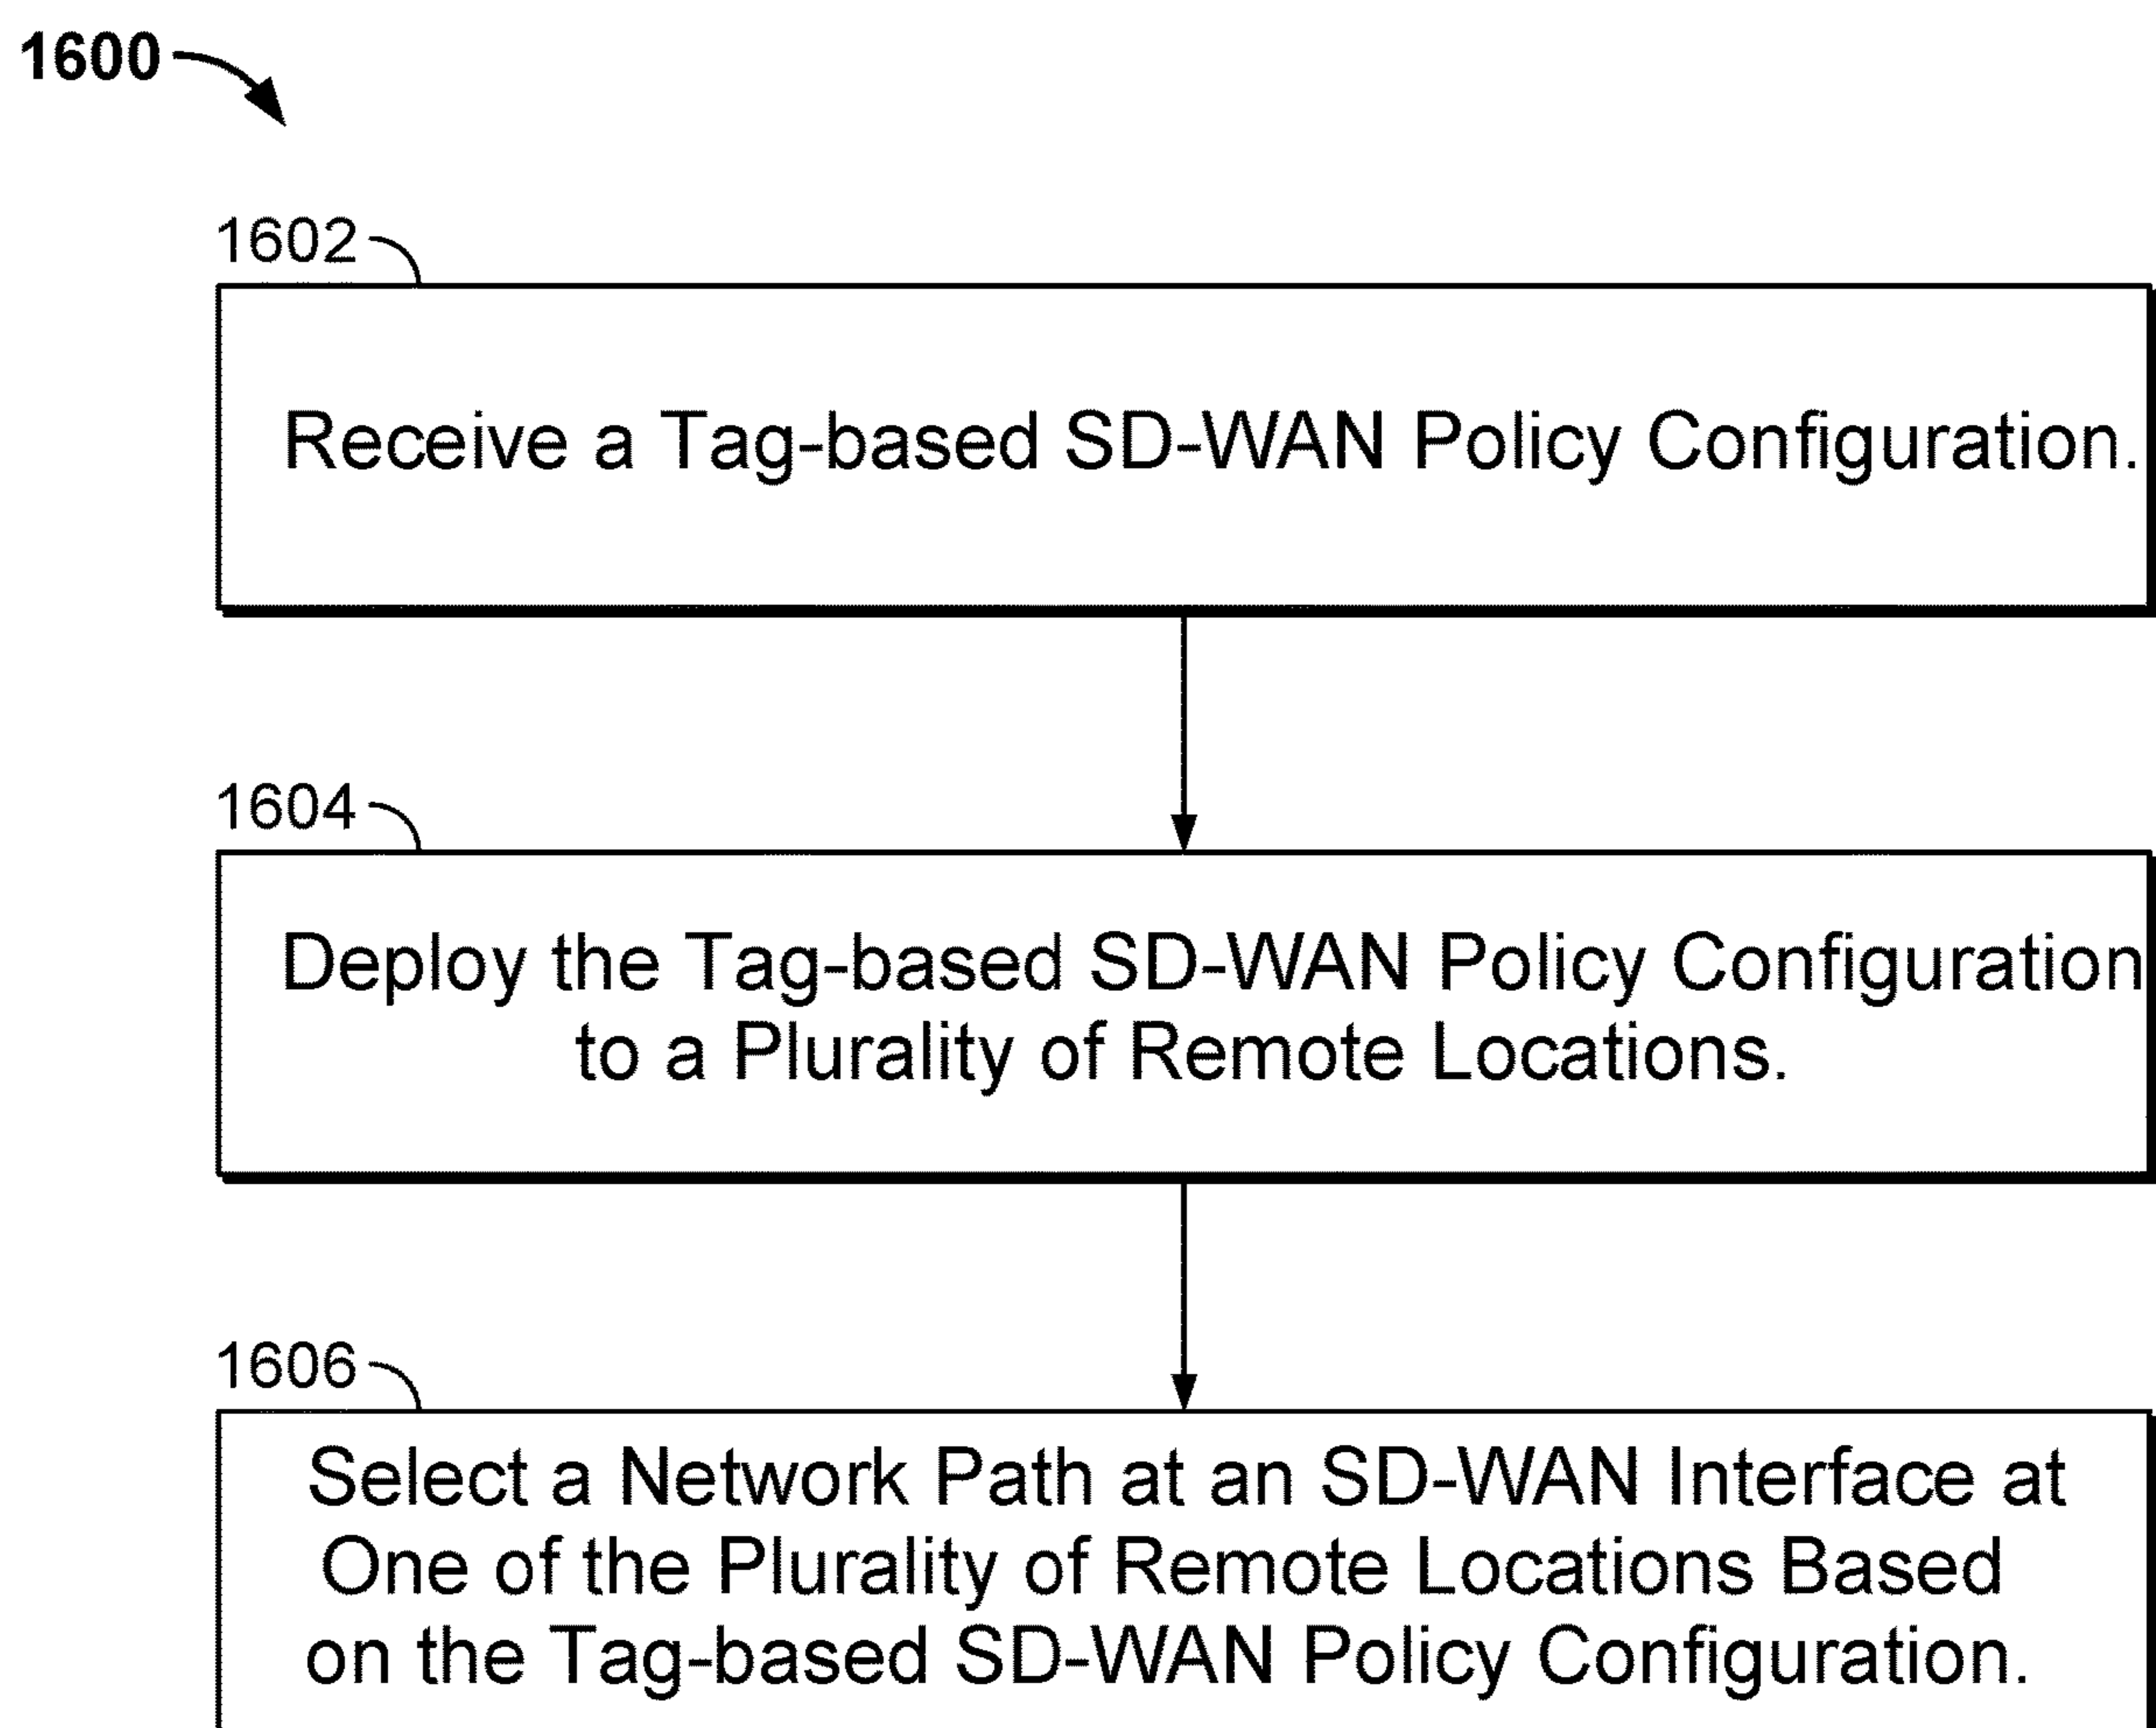 1600
1602
Receive a Tag-based SD-WAN Policy Configuration.
1604
Deploy the Tag-based SD-WAN Policy Configuration
to a Plurality of Remote Locations.
1606
Select a Network Path at an SD-WAN Interface at
One of the Plurality of Remote Locations Based
on the Tag-based SD-WAN Policy Configuration.